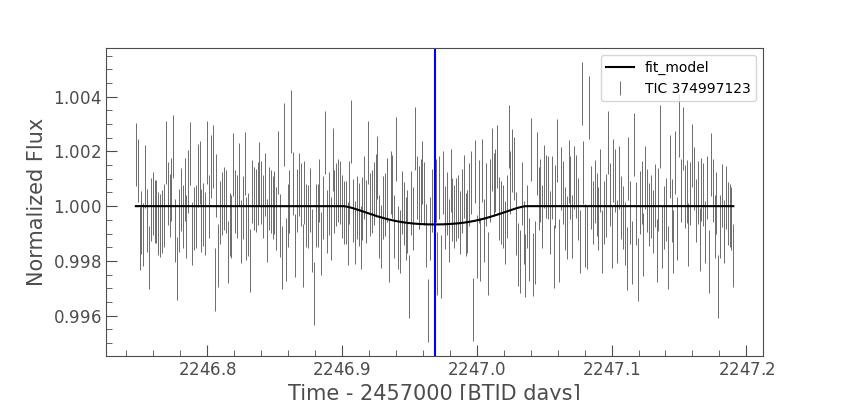 fit_model
TIC 374997123
1.004
1.002
1.000
0.998
0.996
Normalized Flux
2246.8 2246.9 2247.0 2247.1 2247.2
Time - 2457000 [BTJD days]